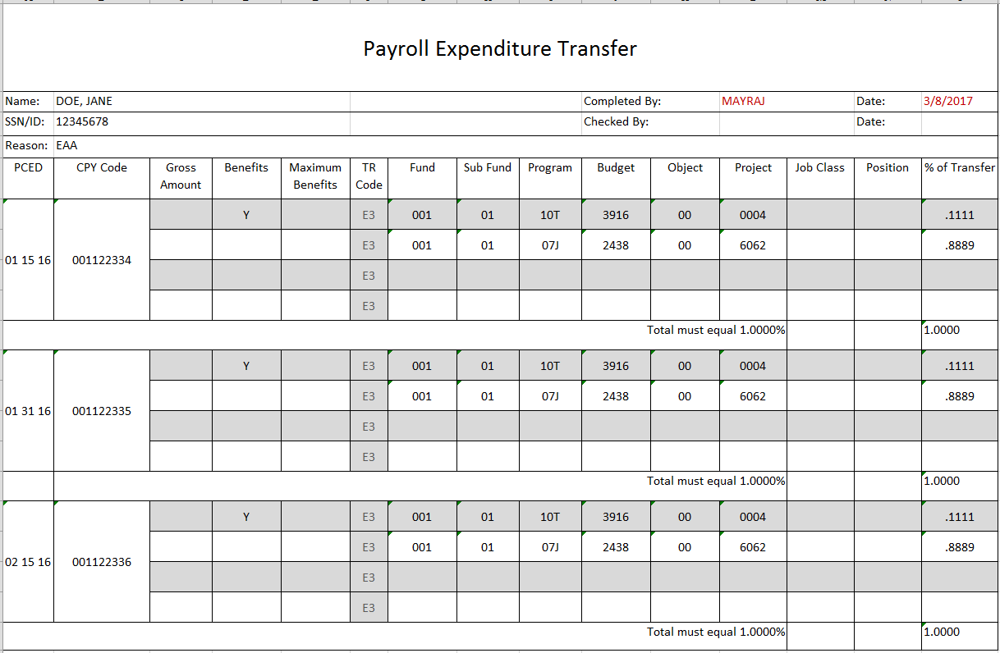 Payroll Expenditure Transfer
Name: DOE, JANE Completed By: MAYRAJ Date: 3/8/2017
SSN/ID: 12345678 Checked By: Date:
Reason: EAA
PCED CPY Code Gross Amount Benefits Maximum Benefits TR Code Fund Sub Fund Program Budget Object Project Job Class Position % of Transfer
Y E3 001 01 10T 3916 00 0004 .1111
E3 001 01 07J 2438 00 6062 .8889
01 15 16 001122334
E3
E3
Total must equal 1.0000% 1.0000
Y E3 001 01 10T 3916 00 0004 .1111
E3 001 01 07J 2438 00 6062 .8889
01 31 16 001122335
E3
E3
Total must equal 1.0000% 1.0000
Y E3 001 01 10T 3916 00 0004 .1111
E3 001 01 07J 2438 00 6062 .8889
02 15 16 001122336
E3
E3
Total must equal 1.0000% 1.0000